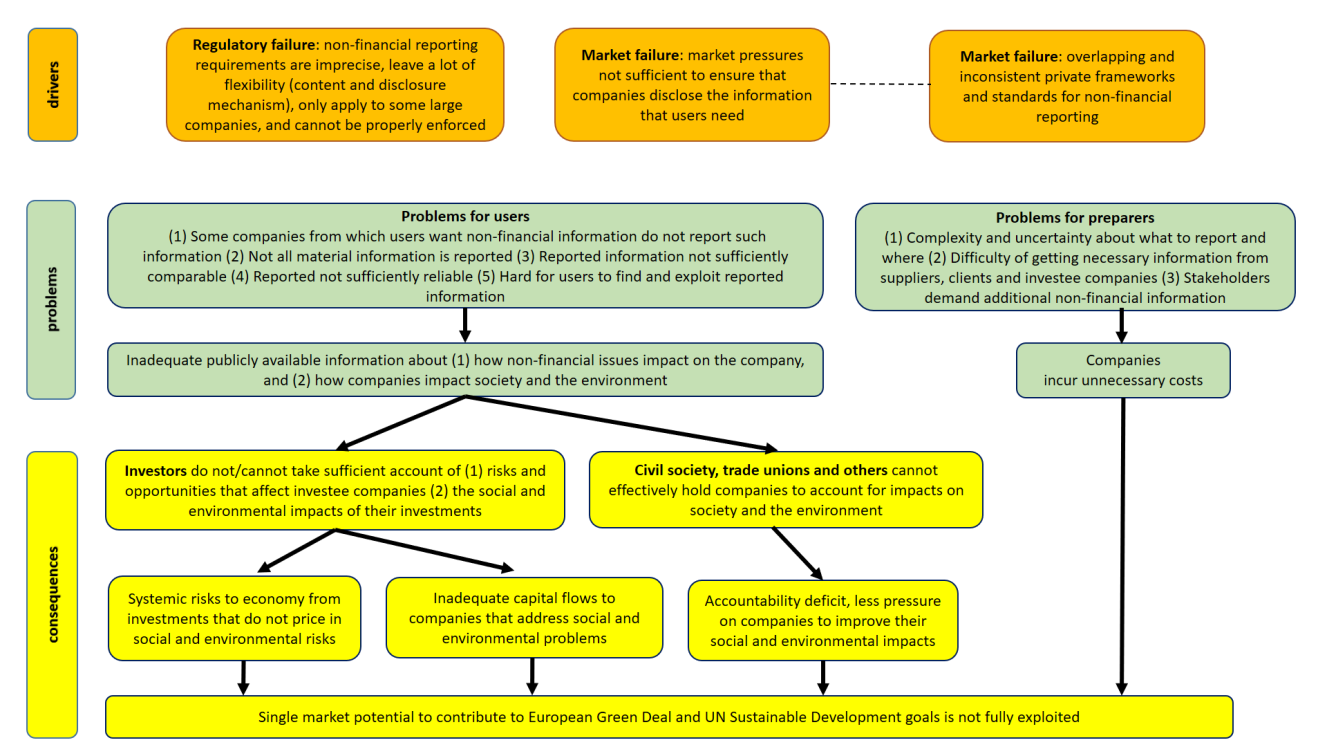 drivers
Regulatory failure: non-financial reporting
requirements are imprecise, leave a lot of
flexibility (content and disclosure
mechanism), only apply to some large
companies, and cannot be properly enforced
Market failure: market pressures
not sufficient to ensure that
companies disclose the information
that users need
Market failure: overlapping and
inconsistent private frameworks
and standards for non-financial
reporting
problems
Problems for users
(1) Some companies from which users want non-financial information do not report such
information (2) Not all material information is reported (3) Reported information not sufficiently
comparable (4) Reported not sufficiently reliable (5) Hard for users to find and exploit reported
information
Problems for preparers
(1) Complexity and uncertainty about what to report and
where (2) Difficulty of getting necessary information from
suppliers, clients and investee companies (3) Stakeholders
demand additional non-financial information
Inadequate publicly available information about (1) how non-financial issues impact on the company,
and (2) how companies impact society and the environment
Companies
incur unnecessary costs
consequences
Investors do not/cannot take sufficient account of (1) risks and
opportunities that affect investee companies (2) the social and
environmental impacts of their investments
Civil society, trade unions and others cannot
effectively hold companies to account for impacts on
society and the environment
Systemic risks to economy from
investments that do not price in
social and environmental risks
Inadequate capital flows to
companies that address social and
environmental problems
Accountability deficit, less pressure
on companies to improve their
social and environmental impacts
Single market potential to contribute to European Green Deal and UN Sustainable Development goals is not fully exploited